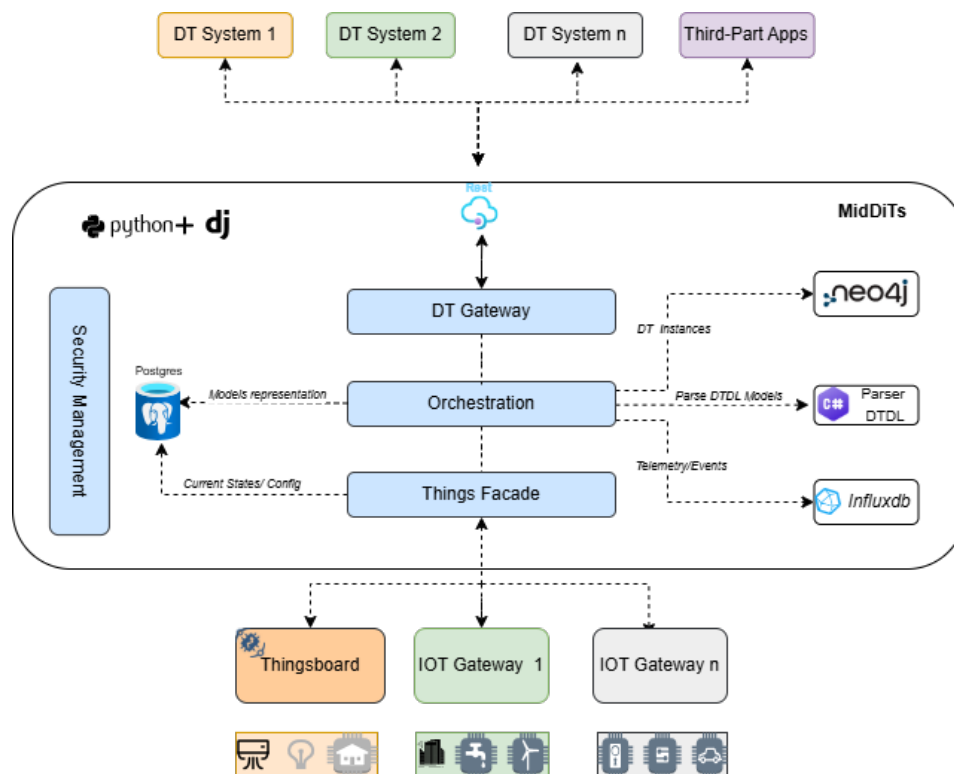 DT System 1
DT System 2
DT System n
Third-Part Apps
Rest
python+ dj
MidDiTs
DT Gateway
neo4j
DT Instances
Security Management
Postgres
Models representation
Orchestration
Parse DTDL Models
C#
Parser
DTDL
Current States/ Config
Things Facade
Telemetry/Events
Influxdb
Thingsboard
IOT Gateway 1
IOT Gateway n